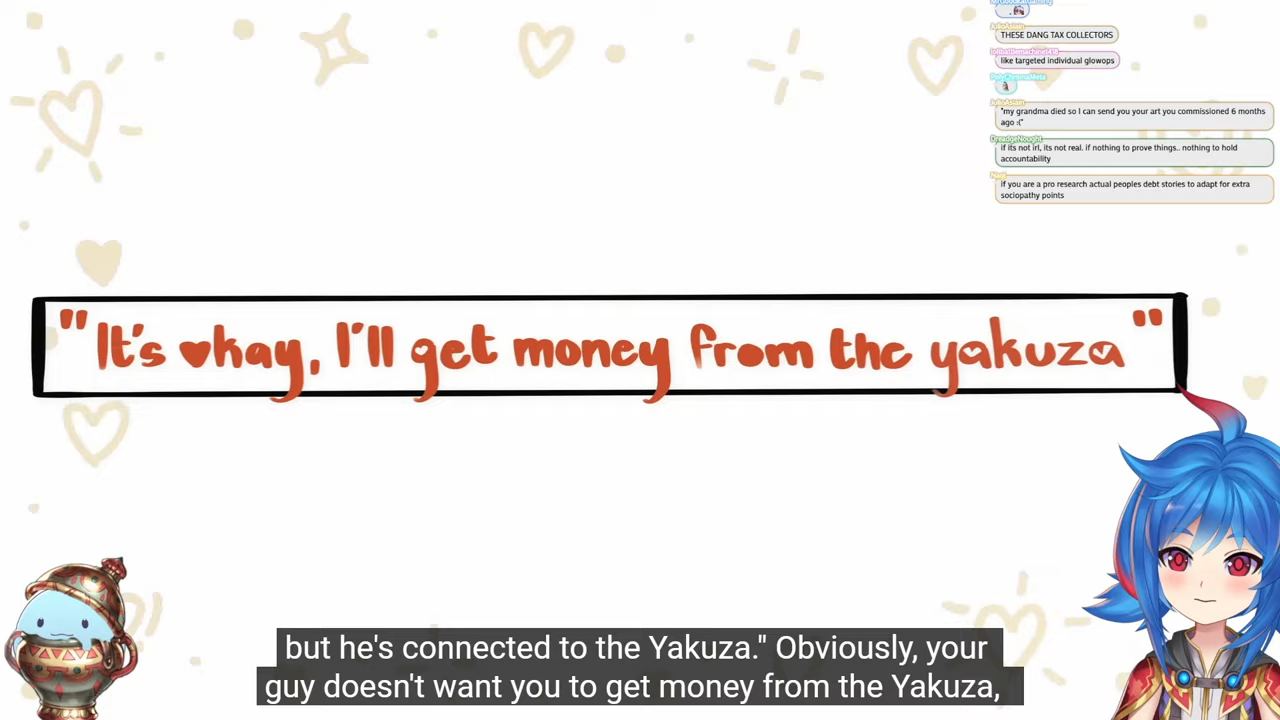 THESE DANG TAX COLLECTORS
like targeted individual glowops
PolyChromaMeta
JulioAsian
"my grandma died so I can send you your art you commissioned 6 months
ago :("
DreadgeNought
if its not irl, its not real. if nothing to prove things.. nothing to hold
accountability
Nagi
if you are a pro research actual peoples debt stories to adapt for extra
sociopathy points
"It's okay, I'll get money from the yakuza"
but he's connected to the Yakuza." Obviously, your
guy doesn't want you to get money from the Yakuza,